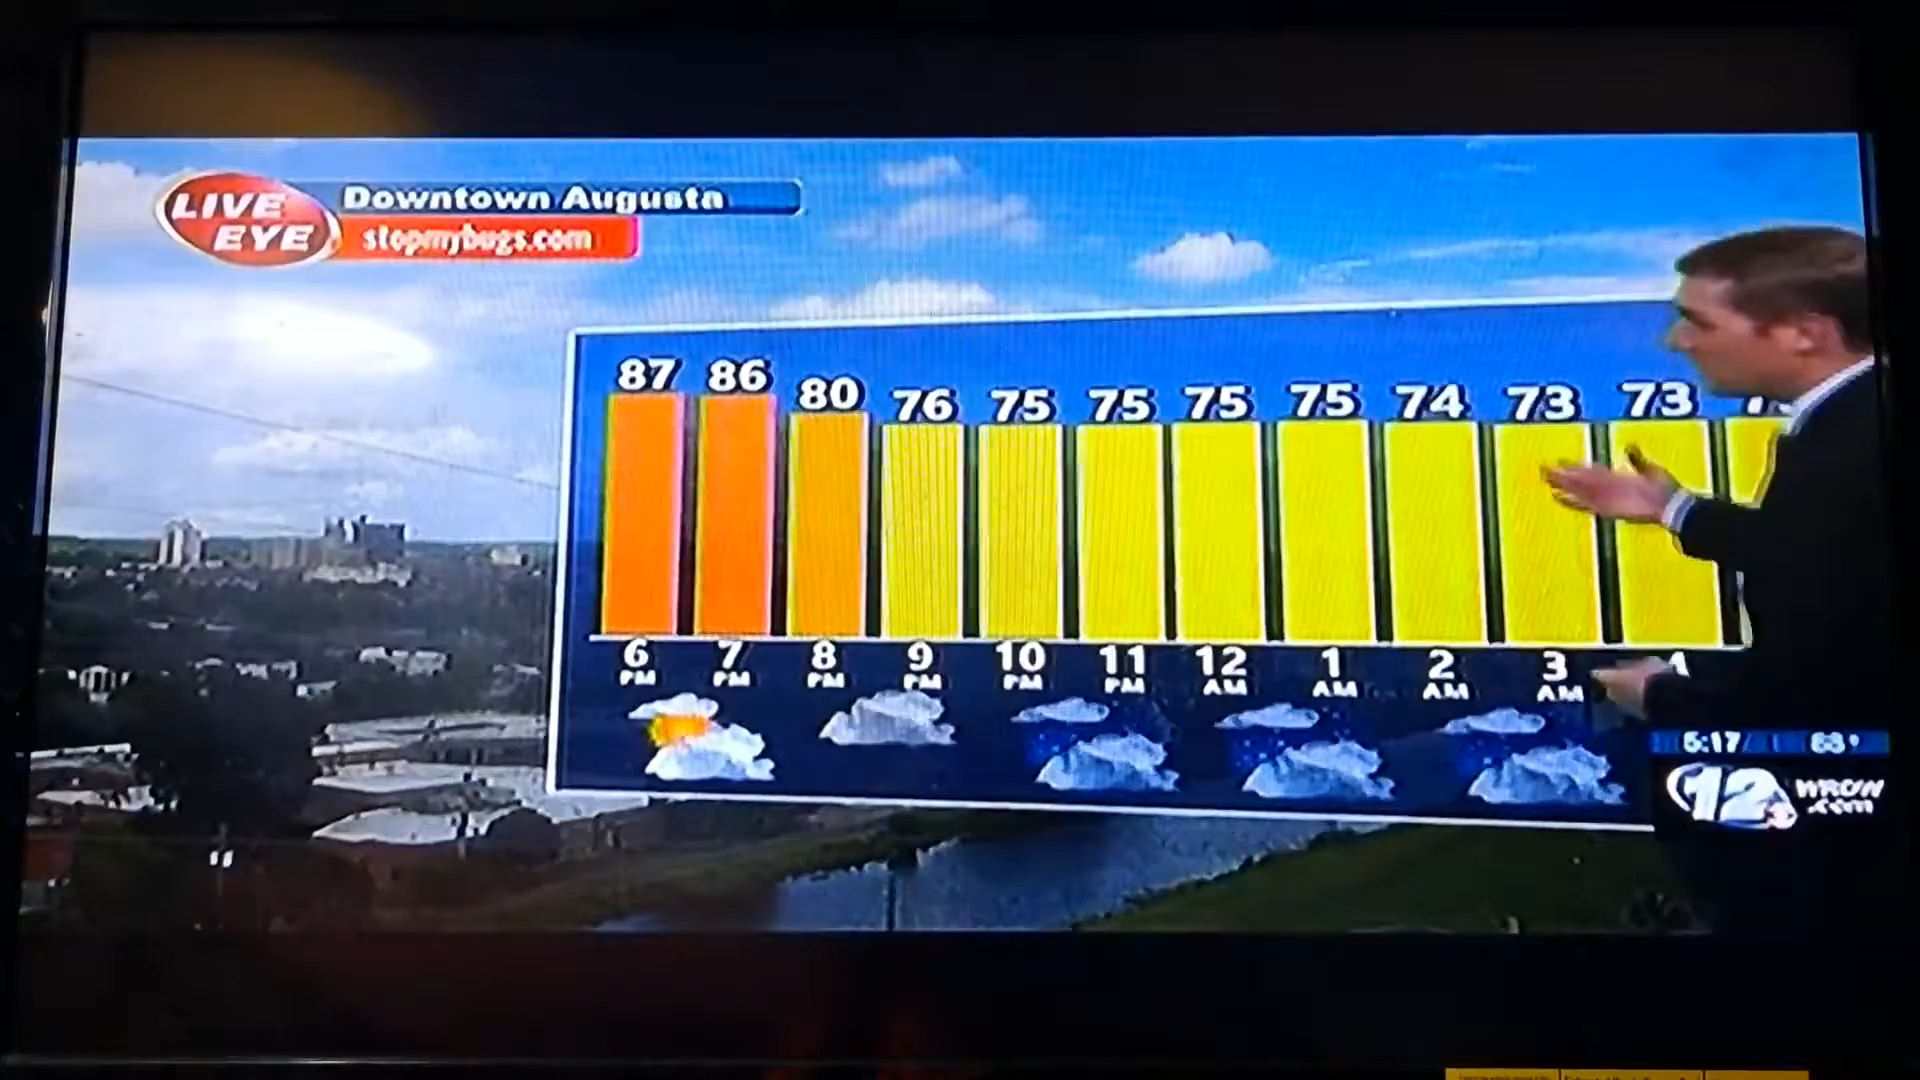 LIVE
EYE
Downtown Augusta
stopmybugs.com
87 86 80 76 75 75 75 75 74 73 73
6 7 8 9 10 11 12 1 2 3 4
PM PM PM PM PM PM AM AM AM AM
5:17
12
WRDW
.com